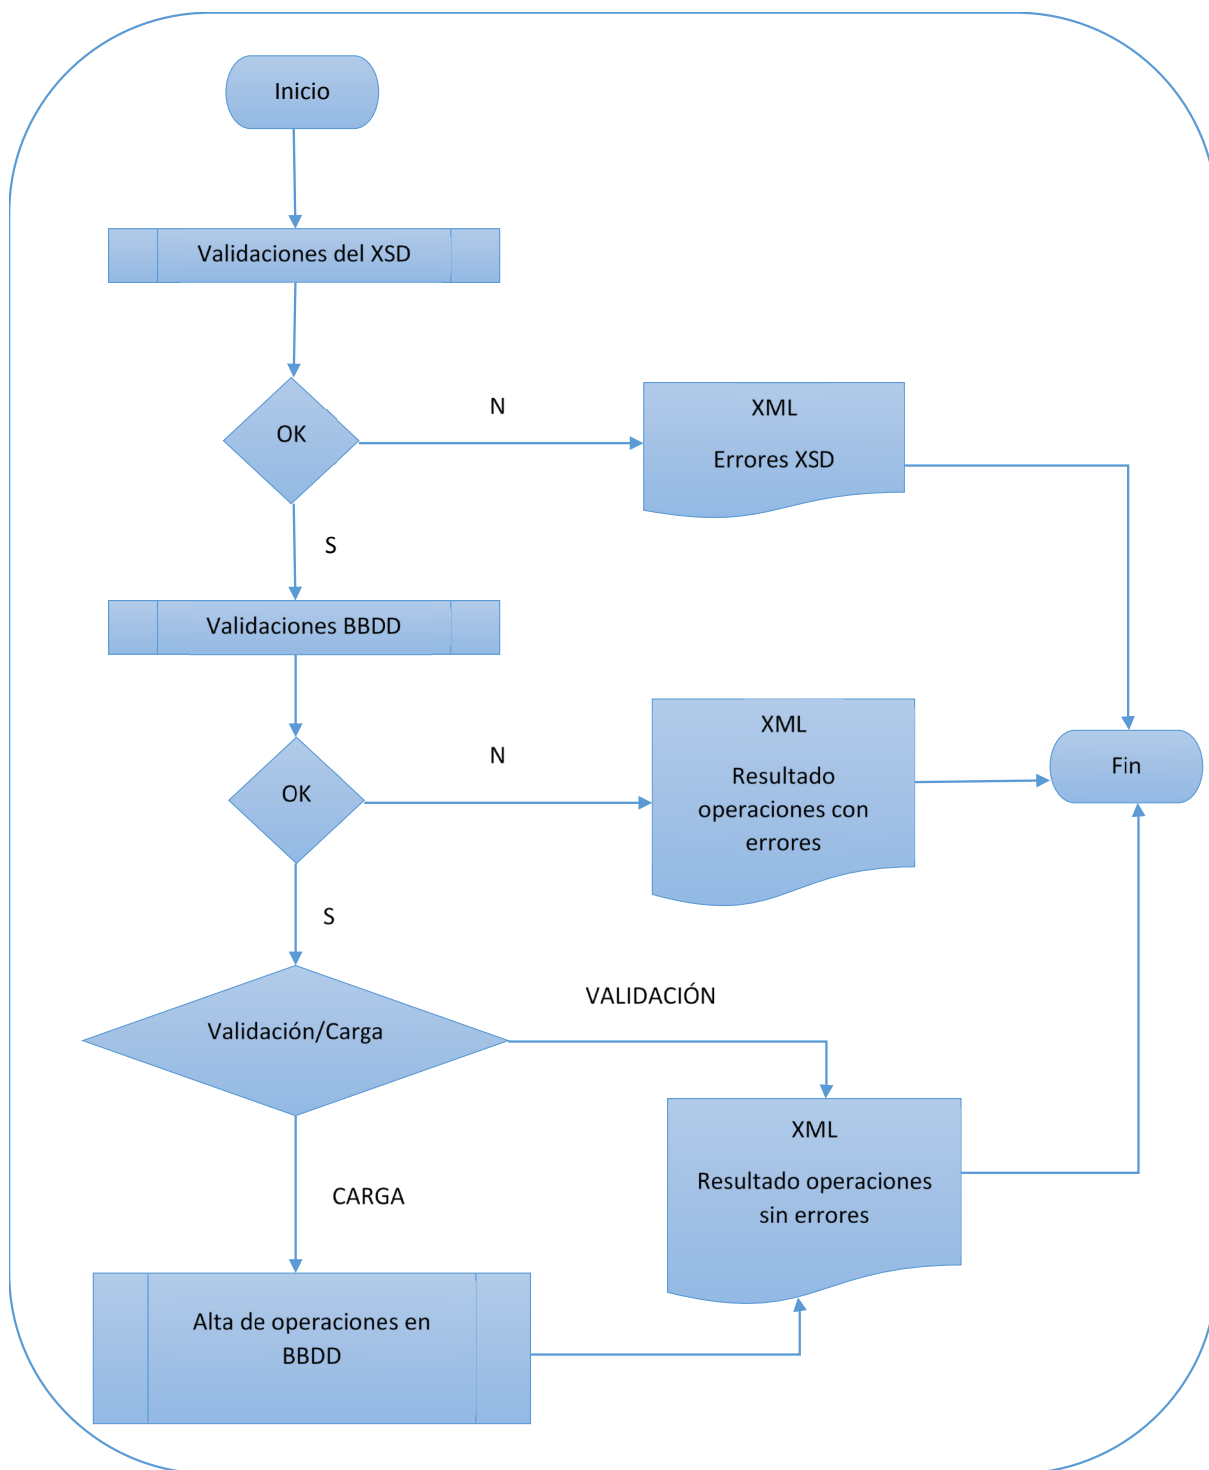 Inicio
Validaciones del XSD
OK
N
XML
Errores XSD
S
Validaciones BBDD
OK
N
XML
Resultado
operaciones con
errores
Fin
S
Validación/Carga
VALIDACIÓN
XML
Resultado operaciones
sin errores
CARGA
Alta de operaciones en
BBDD